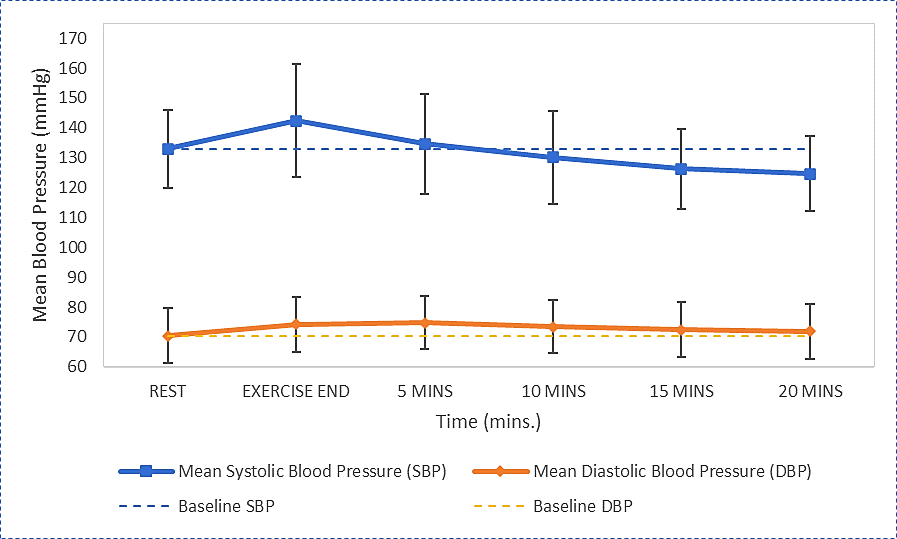 Mean Blood Pressure (mmHg)
170
160
150
140
130
120
110
100
90
80
70
60
REST EXERCISE END 5 MINS 10 MINS 15 MINS 20 MINS
Time (mins.)
Mean Systolic Blood Pressure (SBP) Mean Diastolic Blood Pressure (DBP)
Baseline SBP Baseline DBP